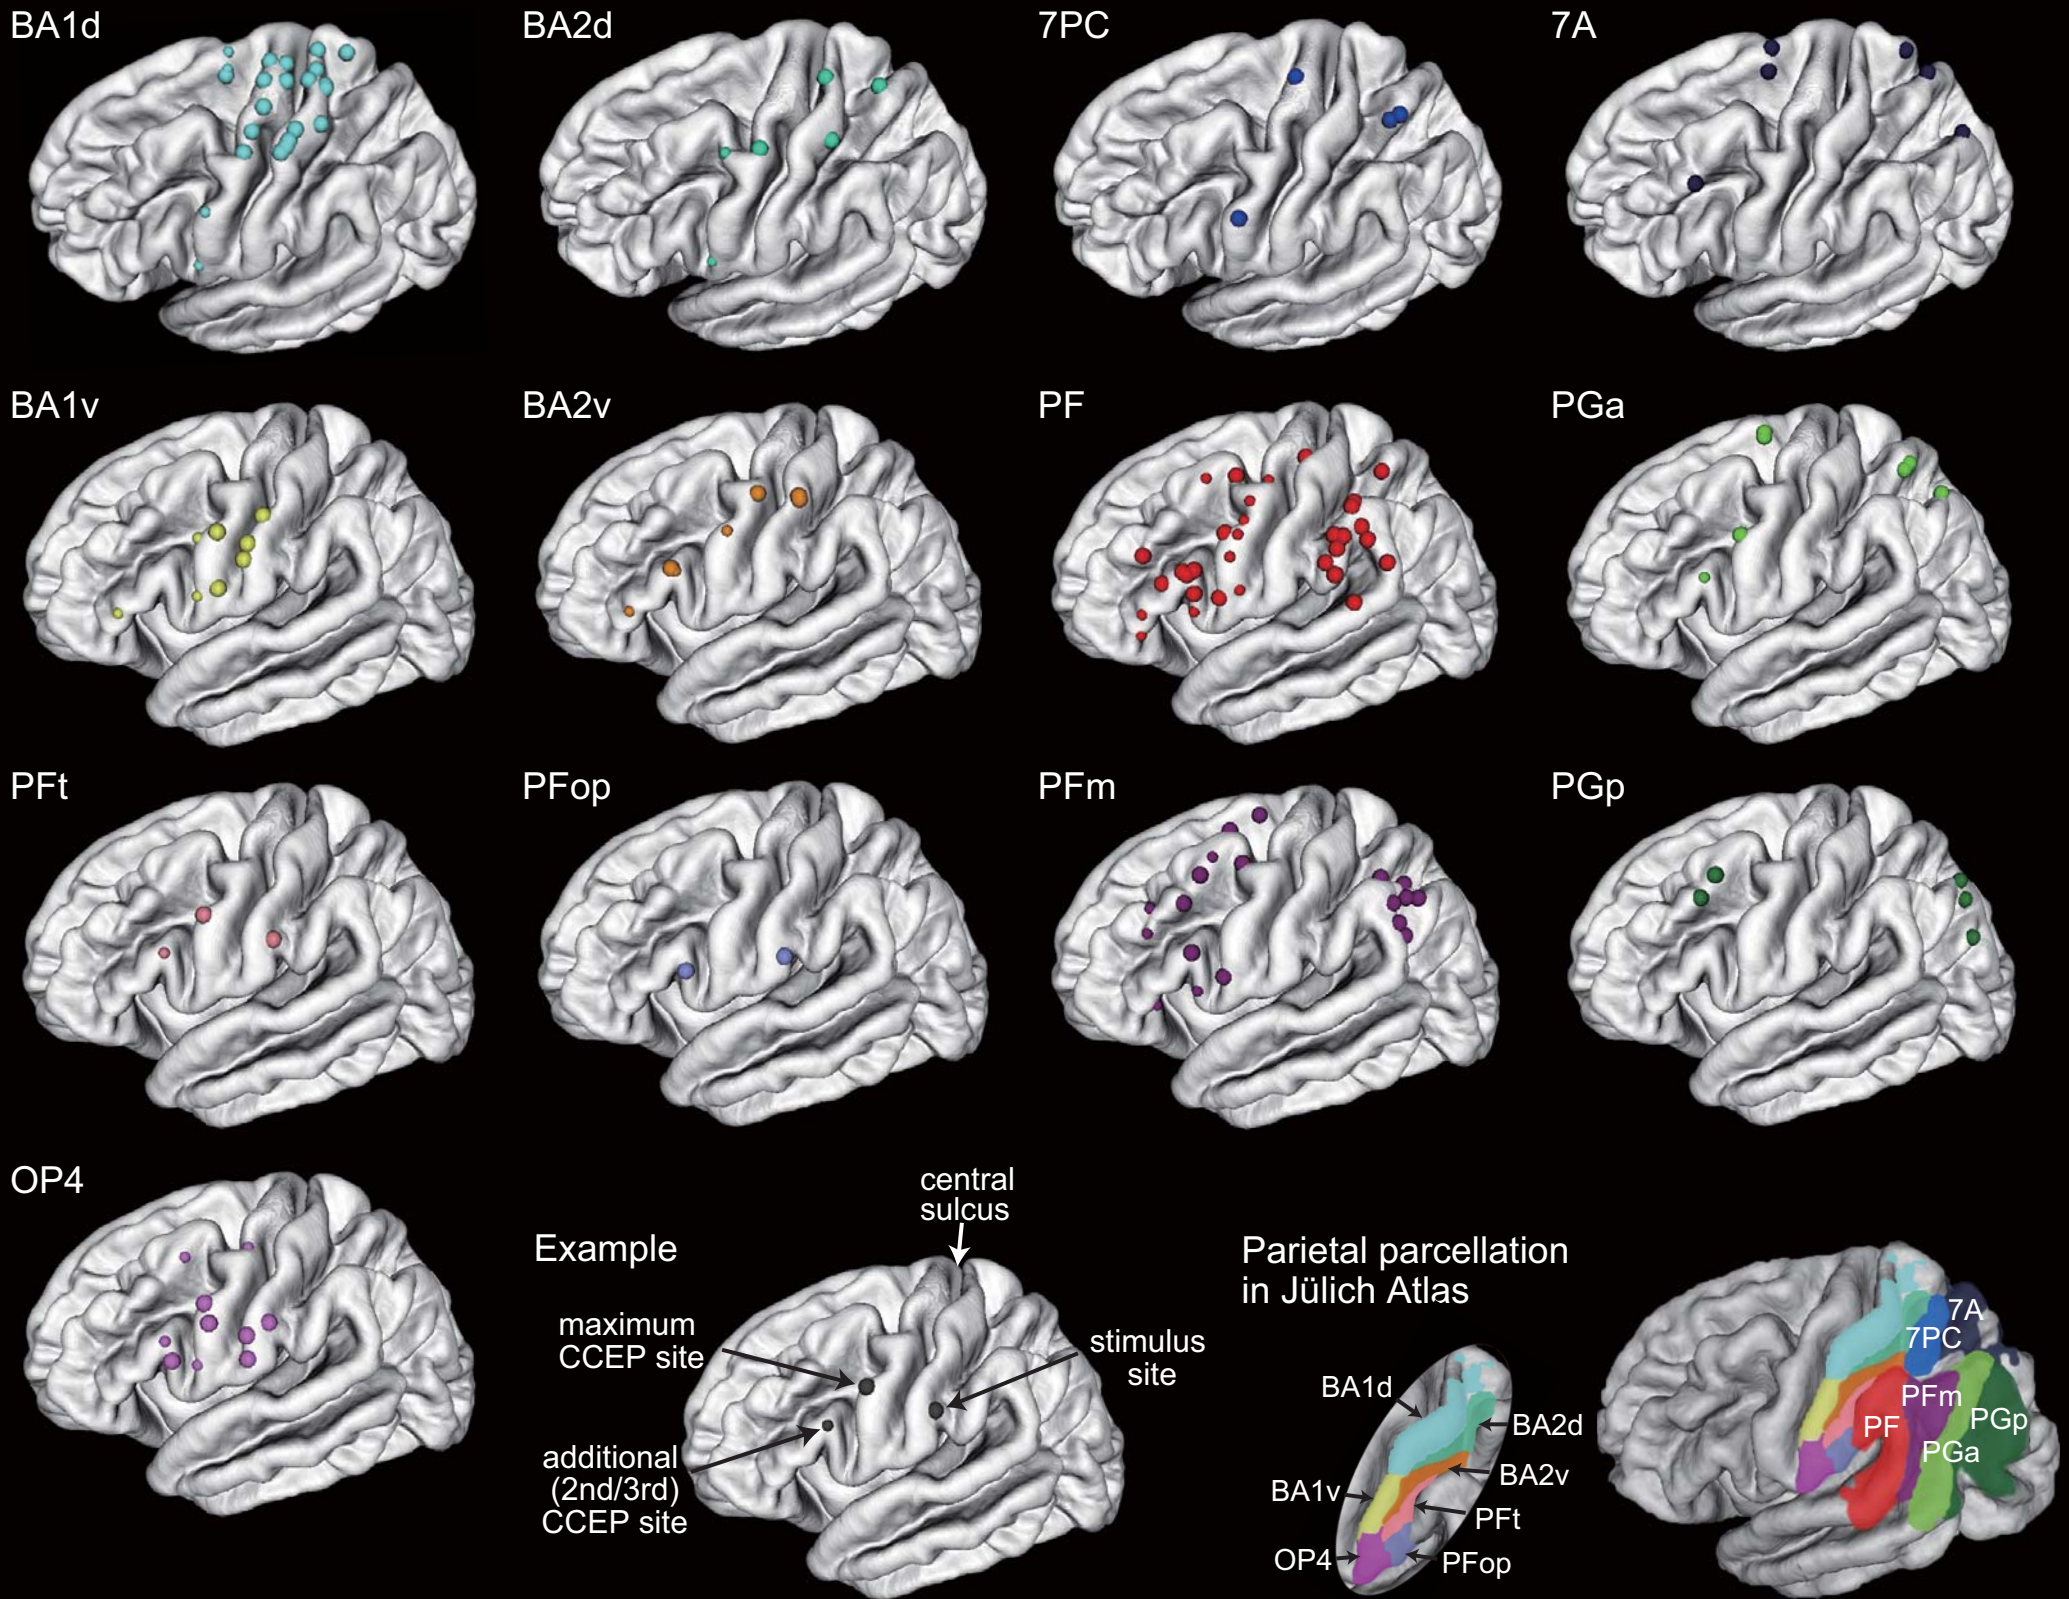 BA1d
BA2d
7PC
7A
BA1v
BA2v
PF
PGa
PFt
PFop
PFm
PGp
OP4
Example
central
sulcus
maximum
CCEP site
stimulus
site
additional
(2nd/3rd)
CCEP site
Parietal parcellation
in Jülich Atlas
BA1d
BA2d
BA2v
BA1v
PFt
OP4
PFop
7A
7PC
PFm
PF
PGp
PGa